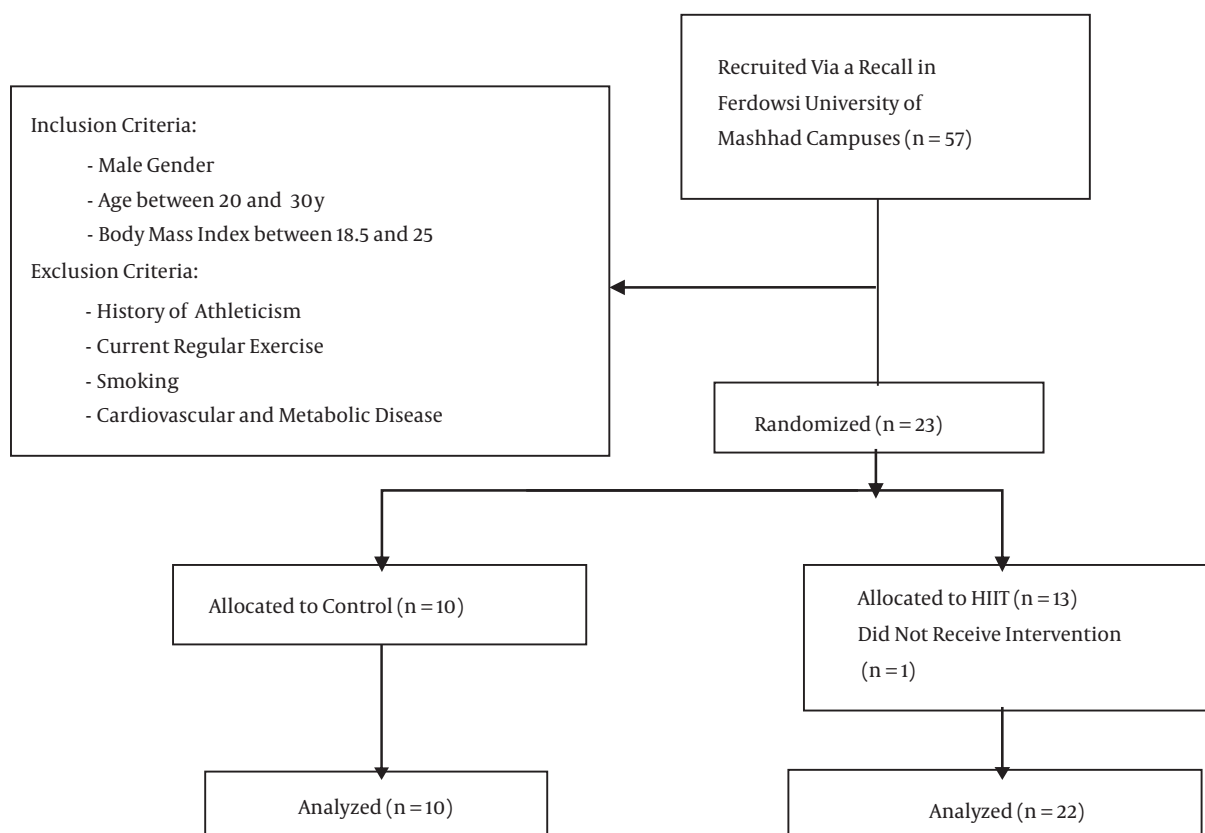 Recruited Via a Recall in
Ferdowsi University of
Mashhad Campuses (n = 57)
Inclusion Criteria:
- Male Gender
- Age between 20 and 30 y
- Body Mass Index between 18.5 and 25
Exclusion Criteria:
- History of Athleticism
- Current Regular Exercise
- Smoking
- Cardiovascular and Metabolic Disease
Randomized (n = 23)
Allocated to Control (n = 10)
Allocated to HIIT (n = 13)
Did Not Receive Intervention
(n = 1)
Analyzed (n = 10)
Analyzed (n = 22)